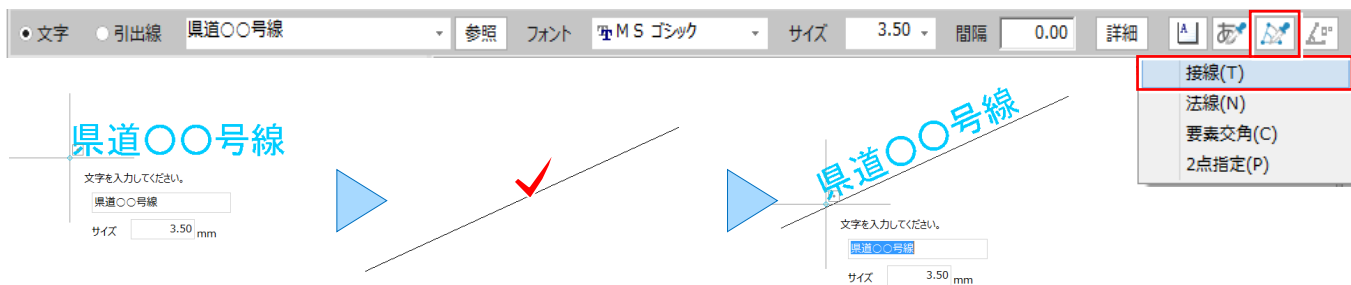 文字 引出線 県道〇〇号線 参照 フォント MS ゴシック サイズ 3.50 間隔 0.00 詳細 A あ
接線(T)
法線(N)
要素交角(C)
2点指定(P)
県道〇〇号線
文字を入力してください。
県道〇〇号線
サイズ 3.50 mm
県道〇〇号線
文字を入力してください。
県道〇〇号線
サイズ 3.50 mm